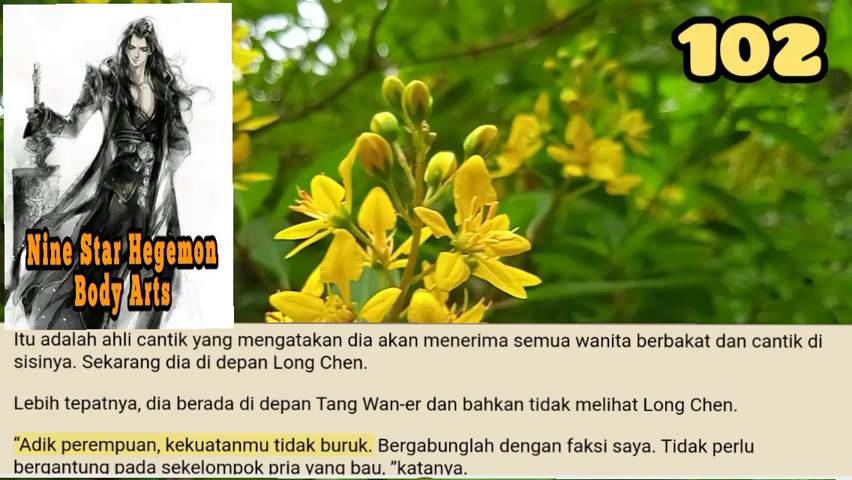 102
Nine Star Hegemon
Body Arts
Itu adalah ahli cantik yang mengatakan dia akan menerima semua wanita berbakat dan cantik di
sisinya. Sekarang dia di depan Long Chen.
Lebih tepatnya, dia berada di depan Tang Wan-er dan bahkan tidak melihat Long Chen.
“Adik perempuan, kekuatanmu tidak buruk. Bergabunglah dengan faksi saya. Tidak perlu
bergantung pada sekelompok pria yang bau, ”katanya.